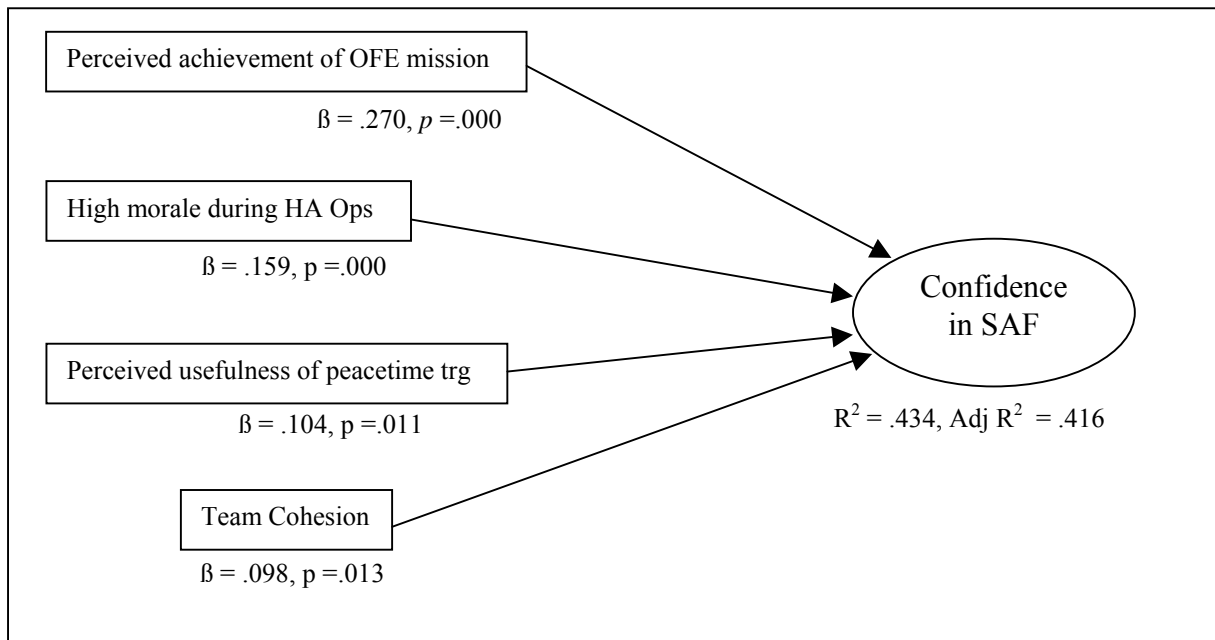 Perceived achievement of OFE mission
ß = .270, p =.000
High morale during HA Ops
ß = .159, p =.000
Perceived usefulness of peacetime trg
ß = .104, p =.011
Team Cohesion
ß = .098, p =.013
Confidence
in SAF
R² = .434, Adj R² = .416